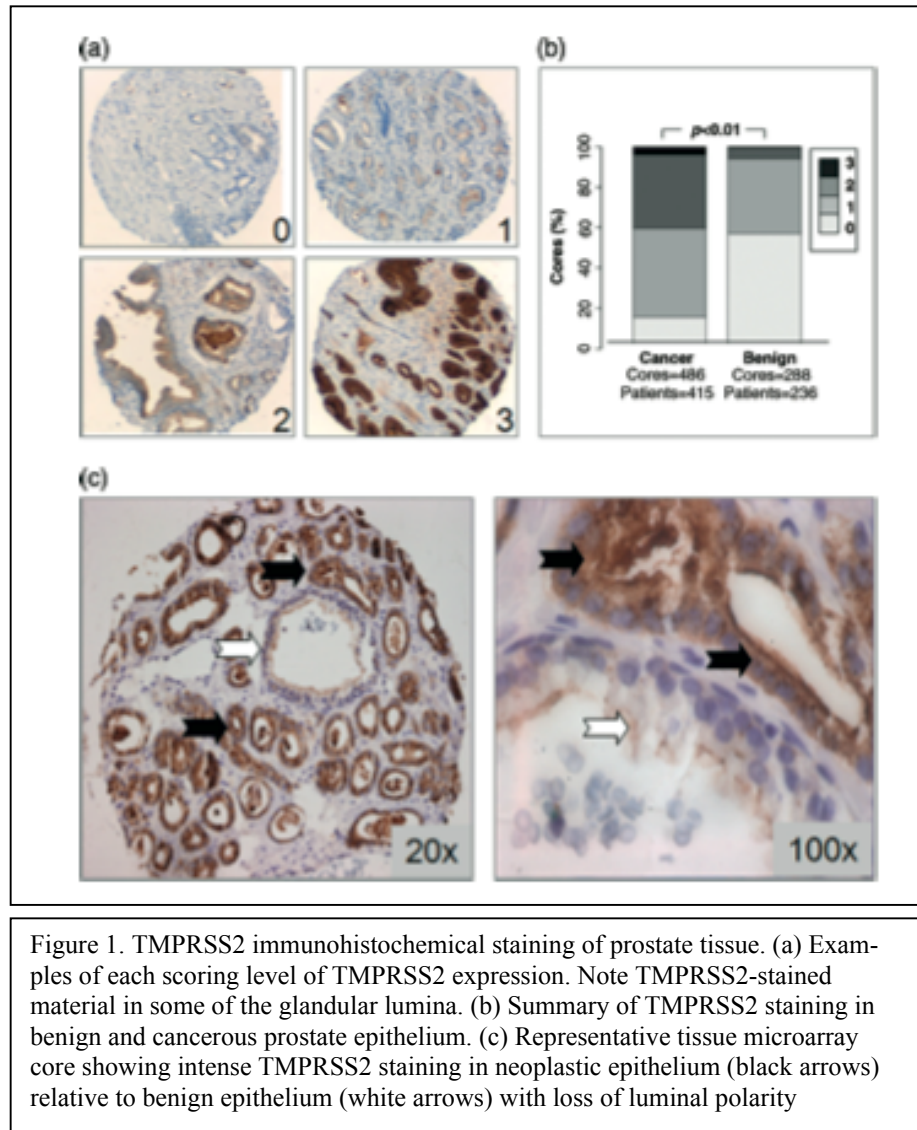 (a)
0
1
2
3
(b)
p<0.01
Cores (%)
100
80
60
40
20
0
3
2
1
0
Cancer Benign
Cores=486 Cores=288
Patients=415 Patients=236
(c)
20x
100x
Figure 1. TMPRSS2 immunohistochemical staining of prostate tissue. (a) Exam-
ples of each scoring level of TMPRSS2 expression. Note TMPRSS2-stained
material in some of the glandular lumina. (b) Summary of TMPRSS2 staining in
benign and cancerous prostate epithelium. (c) Representative tissue microarray
core showing intense TMPRSS2 staining in neoplastic epithelium (black arrows)
relative to benign epithelium (white arrows) with loss of luminal polarity